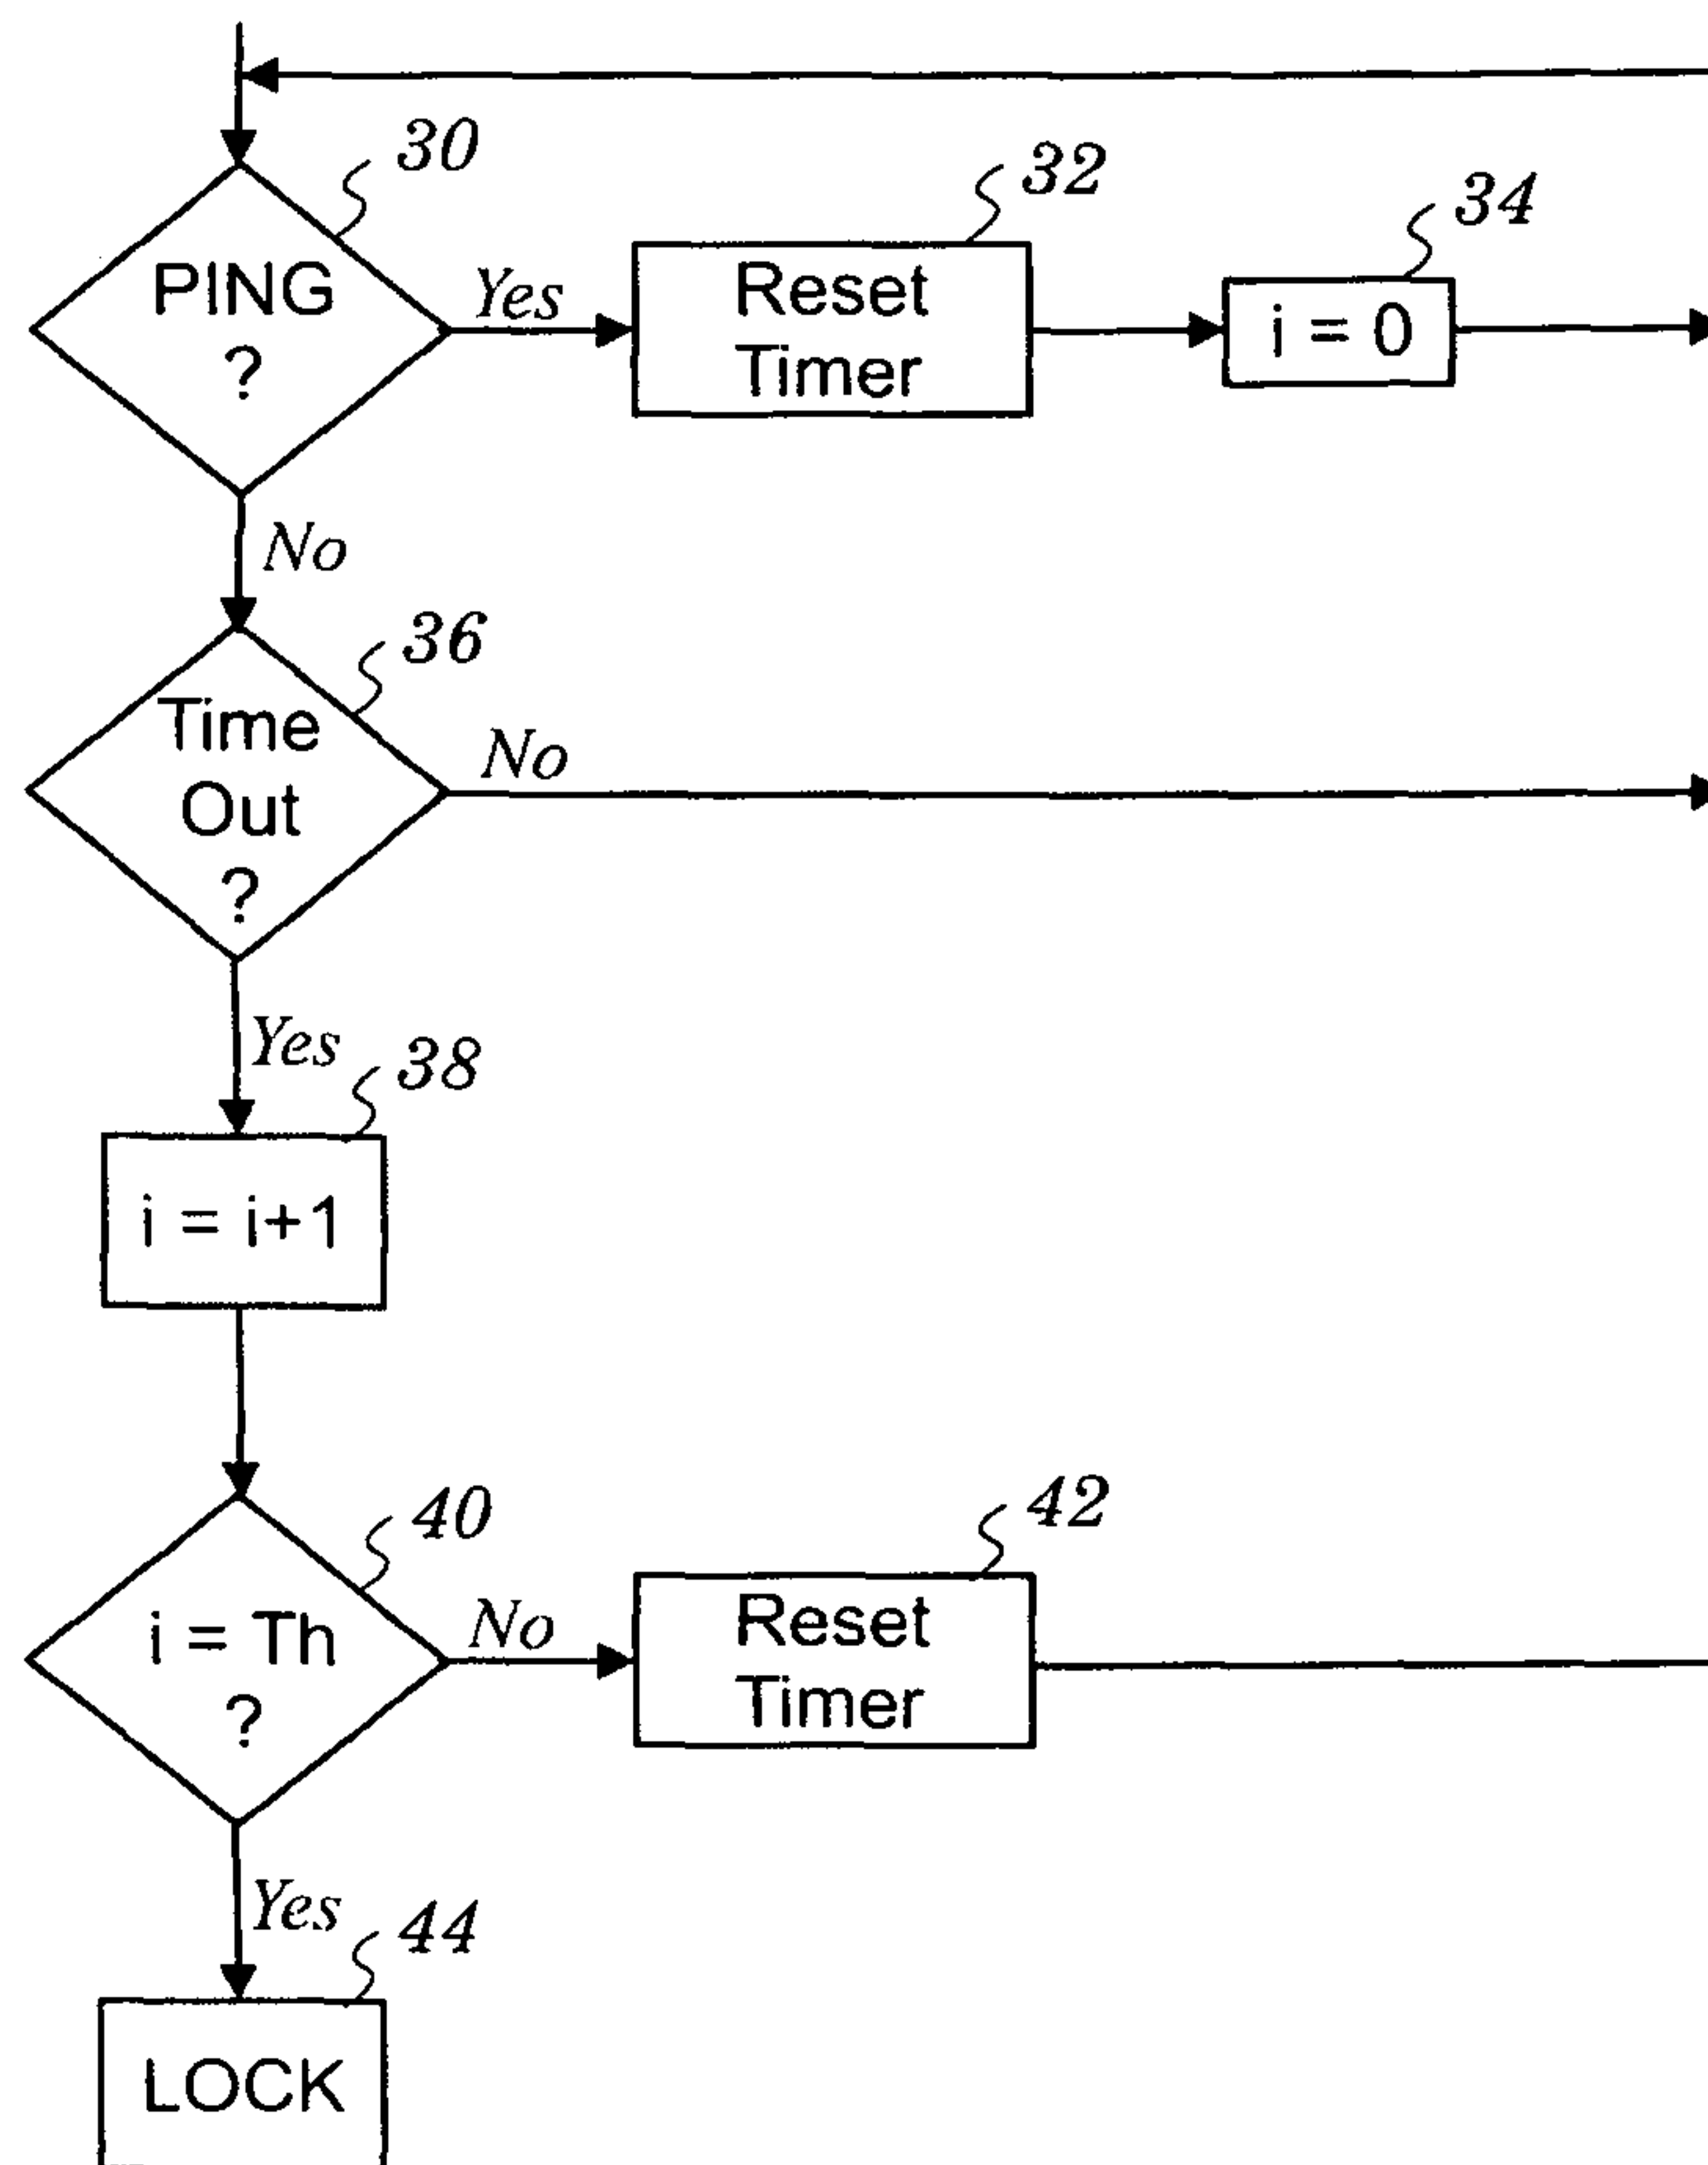 30
PING
?
Yes
32
Reset
Timer
34
i = 0
No
36
Time
Out
?
No
Yes
38
i = i+1
40
i = Th
?
No
42
Reset
Timer
Yes
44
LOCK